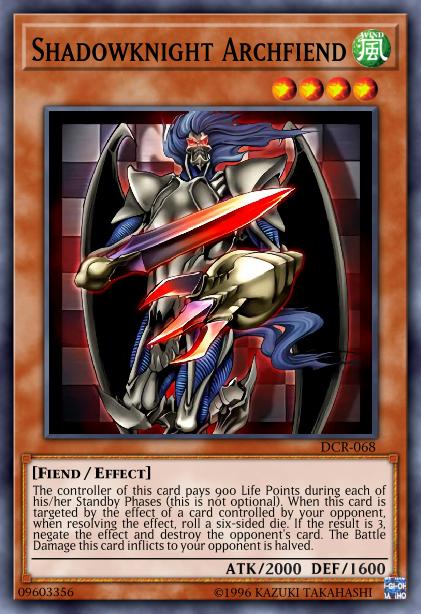 Shadowknight Archfiend
WIND
風
DCR-068
[Fiend / Effect]
The controller of this card pays 900 Life Points during each of
his/her Standby Phases (this is not optional). When this card is
targeted by the effect of a card controlled by your opponent,
when resolving the effect, roll a six-sided die. If the result is 3,
negate the effect and destroy the opponent's card. The Battle
Damage this card inflicts to your opponent is halved.
ATK/2000 DEF/1600
09603356
©1996 KAZUKI TAKAHASHI